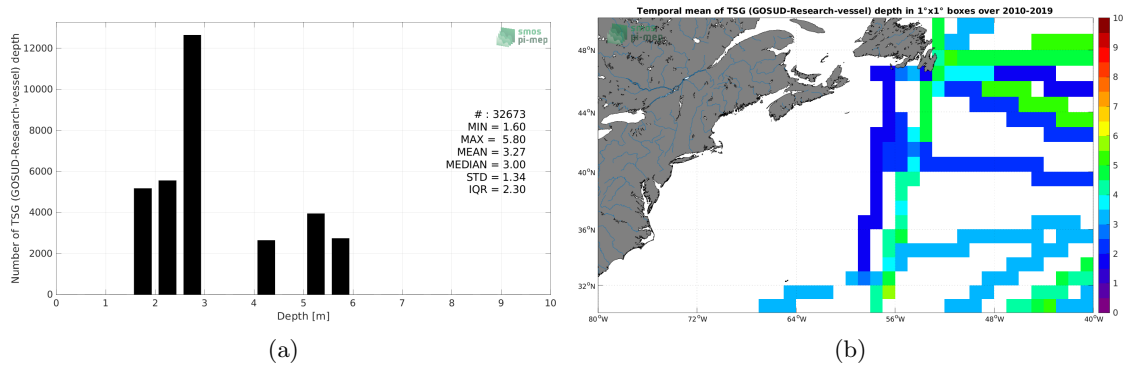 Number of TSG (GOSUD-Research-vessel) depth
12000
10000
8000
6000
4000
2000
0
0 1 2 3 4 5 6 7 8 9 10
Depth [m]
smos
pi-mep
# : 32673
MIN = 1.60
MAX = 5.80
MEAN = 3.27
MEDIAN = 3.00
STD = 1.34
IQR = 2.30
(a)
Temporal mean of TSG (GOSUD-Research-vessel) depth in 1°x1° boxes over 2010-2019
smos
pi-mep
48°N
44°N
40°N
36°N
32°N
80°W 72°W 64°W 56°W 48°W 40°W
10
9
8
7
6
5
4
3
2
1
0
(b)